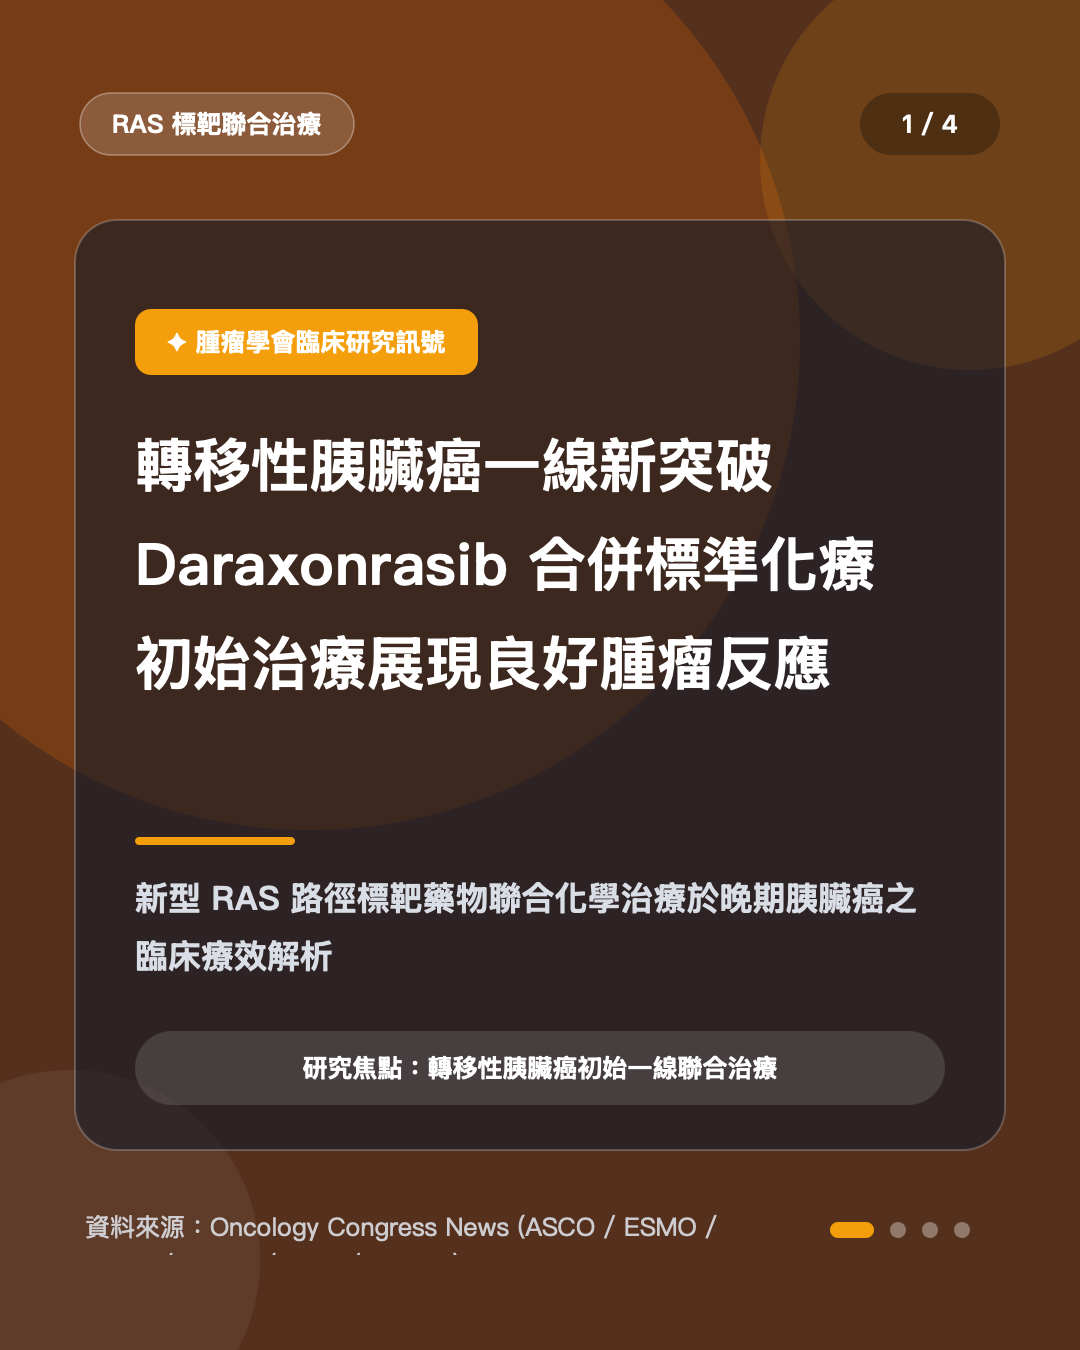 RAS 標靶聯合治療
1 / 4
✦ 腫瘤學會臨床研究訊號
轉移性胰臟癌一線新突破
Daraxonrasib 合併標準化療
初始治療展現良好腫瘤反應
新型 RAS 路徑標靶藥物聯合化學治療於晚期胰臟癌之
臨床療效解析
研究焦點：轉移性胰臟癌初始一線聯合治療
資料來源：Oncology Congress News (ASCO / ESMO /